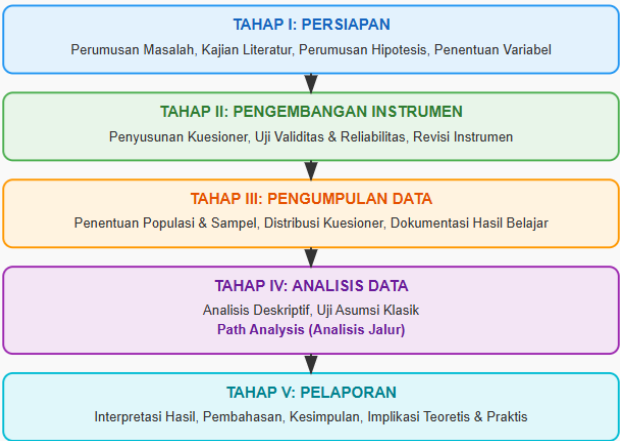 TAHAP I: PERSIAPAN
Perumusan Masalah, Kajian Literatur, Perumusan Hipotesis, Penentuan Variabel
TAHAP II: PENGEMBANGAN INSTRUMEN
Penyusunan Kuesioner, Uji Validitas & Reliabilitas, Revisi Instrumen
TAHAP III: PENGUMPULAN DATA
Penentuan Populasi & Sampel, Distribusi Kuesioner, Dokumentasi Hasil Belajar
TAHAP IV: ANALISIS DATA
Analisis Deskriptif, Uji Asumsi Klasik
Path Analysis (Analisis Jalur)
TAHAP V: PELAPORAN
Interpretasi Hasil, Pembahasan, Kesimpulan, Implikasi Teoretis & Praktis